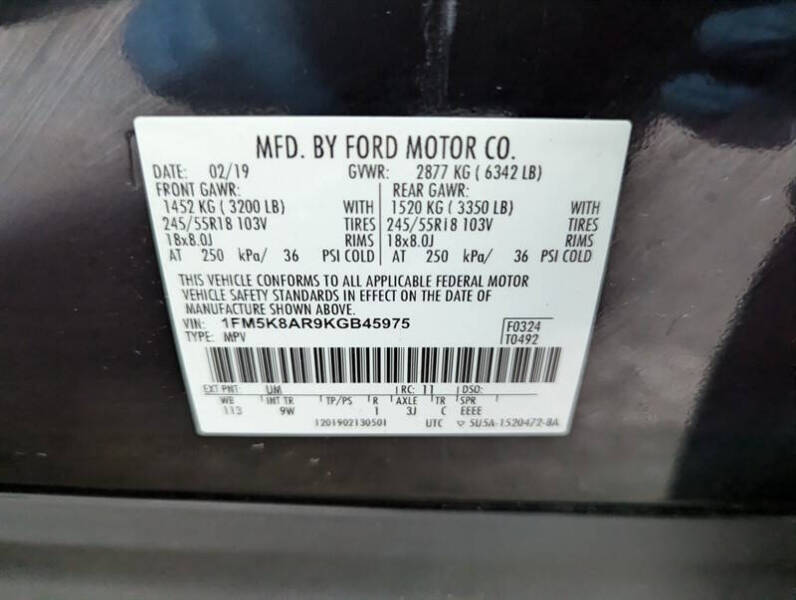 MFD. BY FORD MOTOR CO.
DATE: 02/19 GVWR: 2877 KG ( 6342 LB)
FRONT GAWR: REAR GAWR:
1452 KG ( 3200 LB) WITH 1520 KG ( 3350 LB) WITH
245/55R18 103V TIRES 245/55R18 103V TIRES
18x8.0J RIMS 18x8.0J RIMS
AT 250 kPa/ 36 PSI COLD AT 250 kPa/ 36 PSI COLD
THIS VEHICLE CONFORMS TO ALL APPLICABLE FEDERAL MOTOR
VEHICLE SAFETY STANDARDS IN EFFECT ON THE DATE OF
MANUFACTURE SHOWN ABOVE.
VIN: 1FM5K8AR9KGB45975 F0324
TYPE: MPV T0492
EXT PNT: UM RC: 11 DSO:
WB INT TR TP/PS R AXLE TR SPR
113 9W 1 3J C EEEE
1201902130501 UTC ▽ 5U5A-1520472-BA